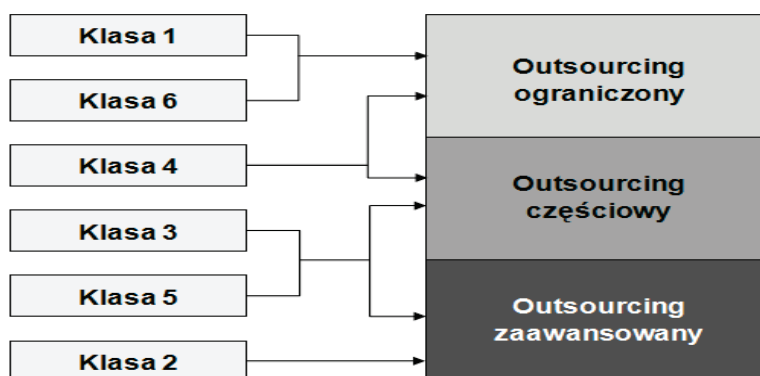 Klasa 1
Klasa 6
Klasa 4
Klasa 3
Klasa 5
Klasa 2
Outsourcing
ograniczony
Outsourcing
częściowy
Outsourcing
zaawansowany